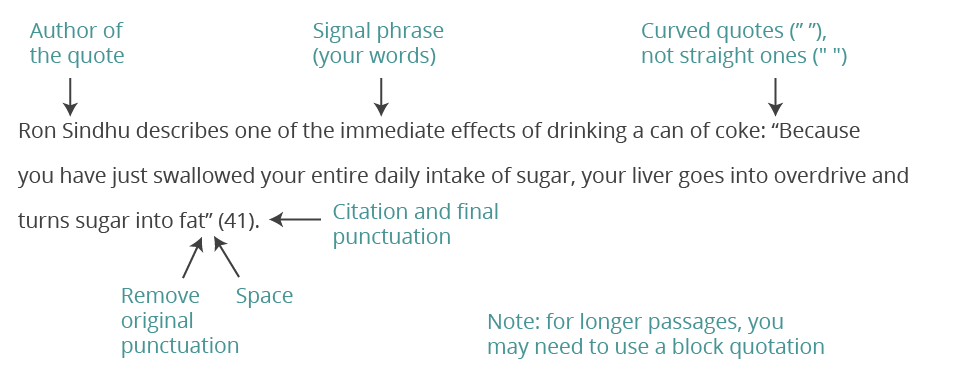 Author of
the quote
Signal phrase
(your words)
Curved quotes (” ”),
not straight ones (" ")
Ron Sindhu describes one of the immediate effects of drinking a can of coke: “Because
you have just swallowed your entire daily intake of sugar, your liver goes into overdrive and
turns sugar into fat” (41).
Citation and final
punctuation
Remove
original
punctuation
Space
Note: for longer passages, you
may need to use a block quotation